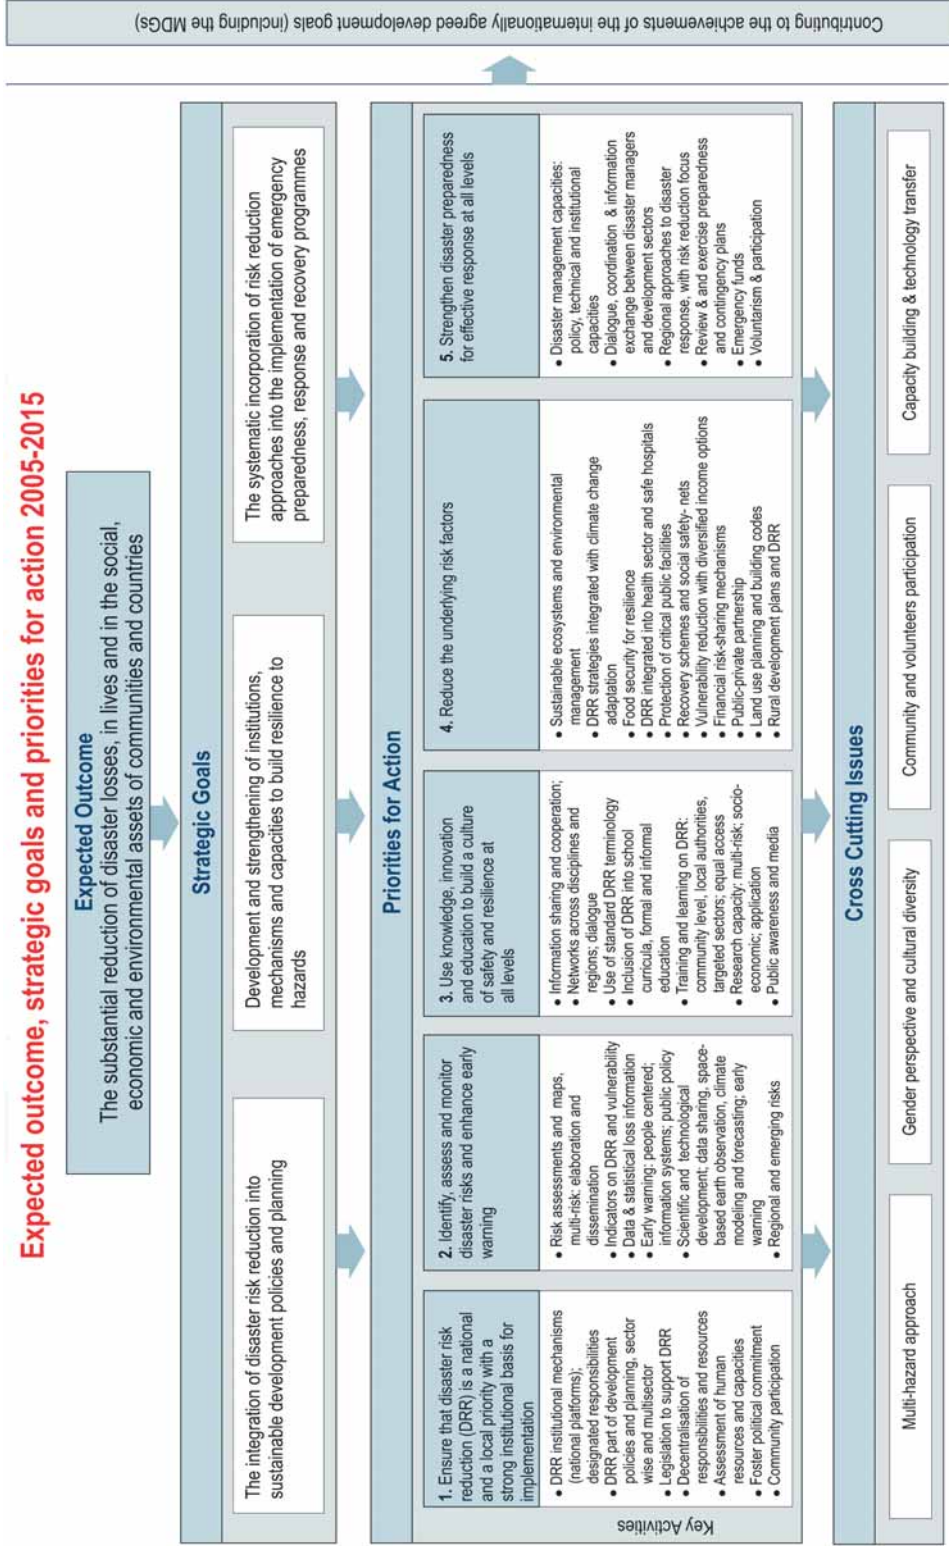 Expected outcome, strategic goals and priorities for action 2005-2015
Expected Outcome
The substantial reduction of disaster losses, in lives and in the social,
economic and environmental assets of communities and countries
Strategic Goals
The integration of disaster risk reduction into
sustainable development policies and planning
Development and strengthening of institutions,
mechanisms and capacities to build resilience to
hazards
The systematic incorporation of risk reduction
approaches into the implementation of emergency
preparedness, response and recovery programmes
Priorities for Action
1. Ensure that disaster risk
reduction (DRR) is a national
and a local priority with a
strong institutional basis for
implementation
2. Identify, assess and monitor
disaster risks and enhance early
warning
3. Use knowledge, innovation
and education to build a culture
of safety and resilience at
all levels
4. Reduce the underlying risk factors
5. Strengthen disaster preparedness
for effective response at all levels
Key Activities
• DRR institutional mechanisms
(national platforms);
designated responsibilities
• DRR part of development
policies and planning, sector
wise and multisector
• Legislation to support DRR
• Decentralisation of
responsibilities and resources
• Assessment of human
resources and capacities
• Foster political commitment
• Community participation
• Risk assessments and maps,
multi-risk: elaboration and
dissemination
• Indicators on DRR and vulnerability
• Data & statistical loss information
• Early warning: people centered;
information systems; public policy
• Scientific and technological
development; data sharing, space-
based earth observation, climate
modeling and forecasting; early
warning
• Regional and emerging risks
• Information sharing and cooperation;
• Networks across disciplines and
regions; dialogue
• Use of standard DRR terminology
• Inclusion of DRR into school
curricula, formal and informal
education
• Training and learning on DRR:
community level, local authorities,
targeted sectors; equal access
• Research capacity: multi-risk; socio-
economic; application
• Public awareness and media
• Sustainable ecosystems and environmental
management
• DRR strategies integrated with climate change
adaptation
• Food security for resilience
• DRR integrated into health sector and safe hospitals
• Protection of critical public facilities
• Recovery schemes and social safety- nets
• Vulnerability reduction with diversified income options
• Financial risk-sharing mechanisms
• Public-private partnership
• Land use planning and building codes
• Rural development plans and DRR
• Disaster management capacities:
policy, technical and institutional
capacities
• Dialogue, coordination & information
exchange between disaster managers
and development sectors
• Regional approaches to disaster
response, with risk reduction focus
• Review & and exercise preparedness
and contingency plans
• Emergency funds
• Voluntarism & participation
Cross Cutting Issues
Multi-hazard approach
Gender perspective and cultural diversity
Community and volunteers participation
Capacity building & technology transfer
Contributing to the achievements of the internationally agreed development goals (including the MDGs)